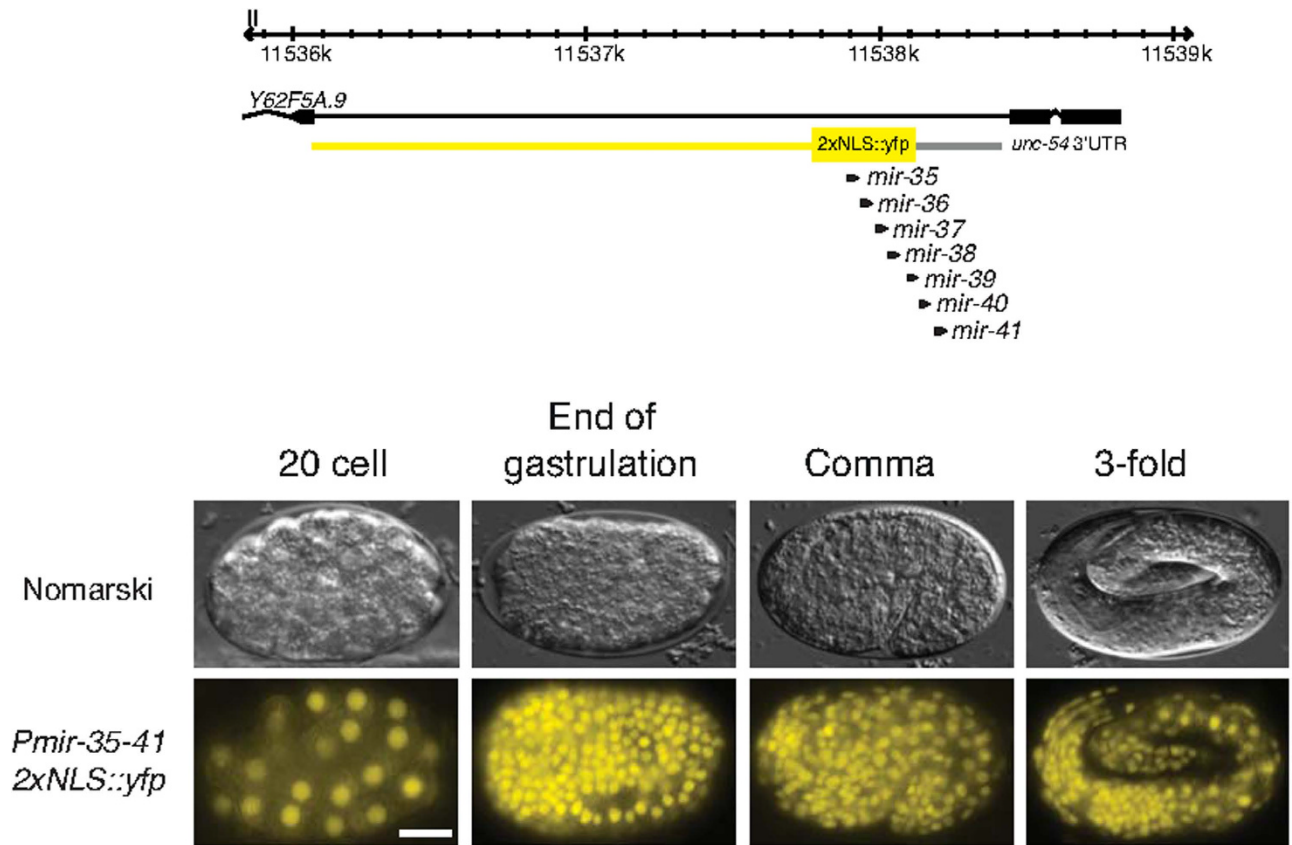 II
11536k 11537k 11538k 11539k
Y62F5A.9
2xNLS::yfp unc-54 3'UTR
mir-35
mir-36
mir-37
mir-38
mir-39
mir-40
mir-41
20 cell
End of
gastrulation
Comma
3-fold
Nomarski
Pmir-35-41
2xNLS::yfp